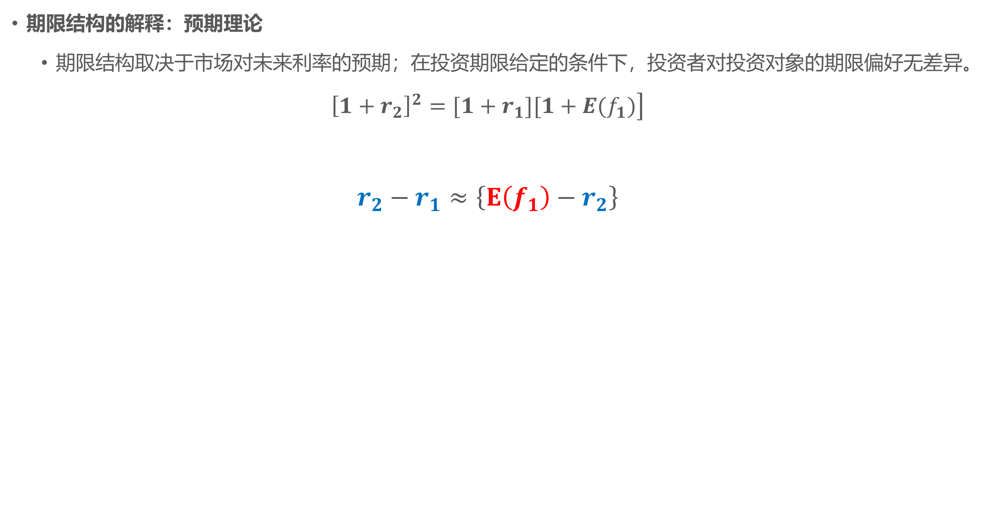 • 期限结构的解释：预期理论
• 期限结构取决于市场对未来利率的预期；在投资期限给定的条件下，投资者对投资对象的期限偏好无差异。
[1 + r₂]² = [1 + r₁][1 + E(f₁)]
r₂ − r₁ ≈ {E(f₁) − r₂}